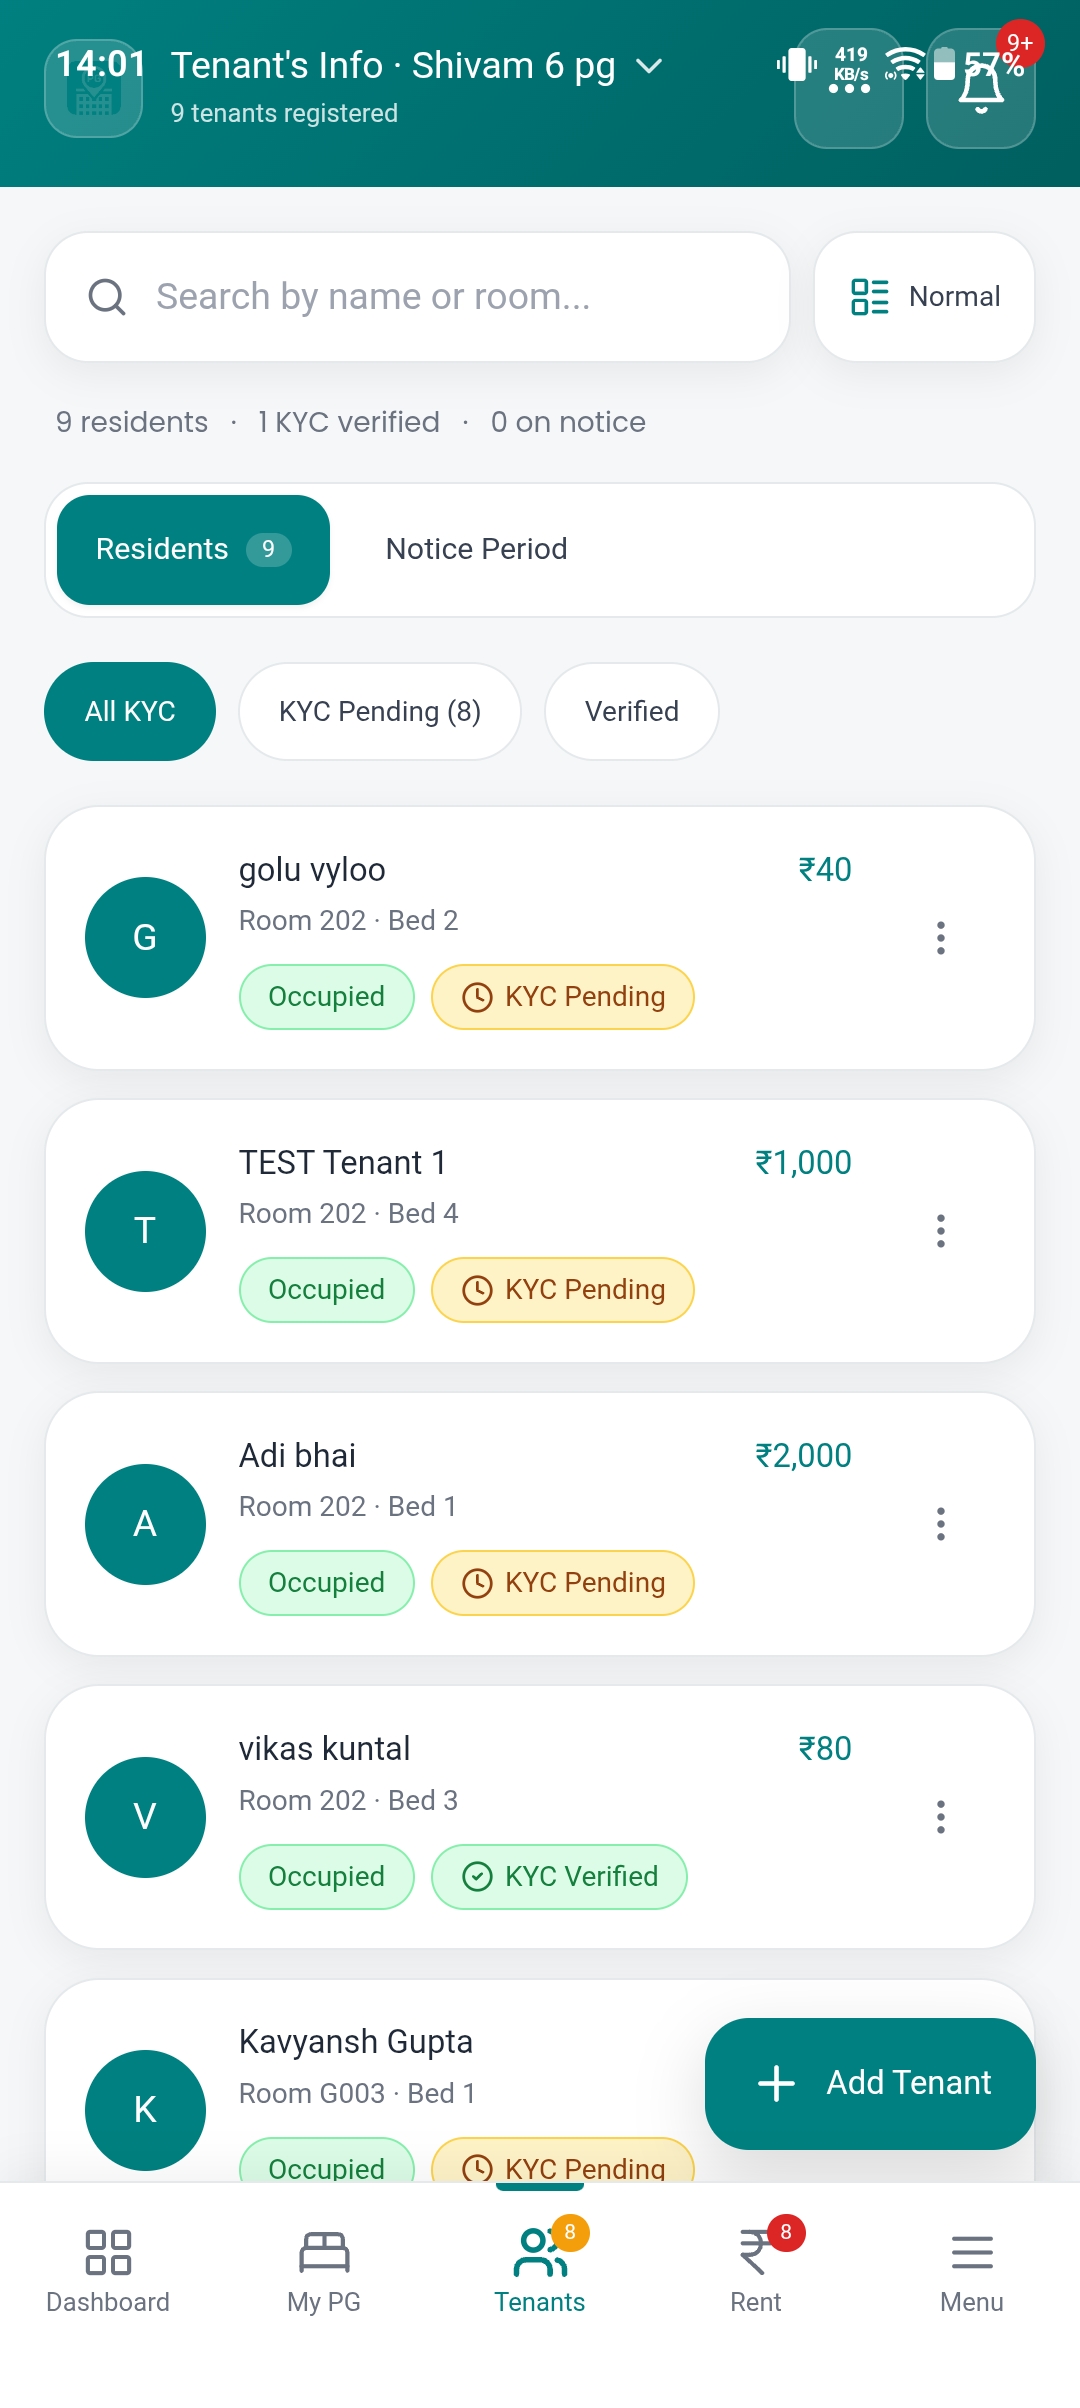 14:01
Tenant's Info · Shivam 6 pg
9 tenants registered
419
KB/s
57%
9+
Search by name or room...
Normal
9 residents · 1 KYC verified · 0 on notice
Residents 9
Notice Period
All KYC
KYC Pending (8)
Verified
G
golu vyloo
₹40
Room 202 · Bed 2
Occupied
KYC Pending
T
TEST Tenant 1
₹1,000
Room 202 · Bed 4
Occupied
KYC Pending
A
Adi bhai
₹2,000
Room 202 · Bed 1
Occupied
KYC Pending
V
vikas kuntal
₹80
Room 202 · Bed 3
Occupied
KYC Verified
K
Kavyansh Gupta
Room G003 · Bed 1
Occupied
KYC Pending
Add Tenant
Dashboard
My PG
8
Tenants
8
Rent
Menu